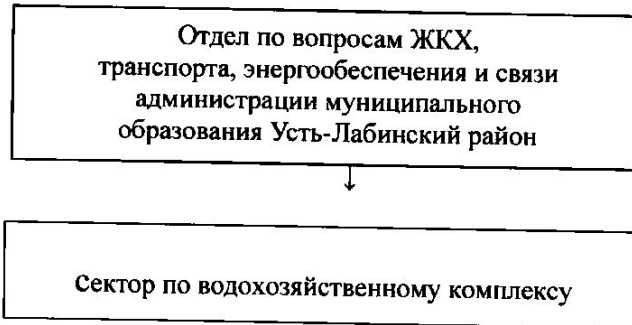 Отдел по вопросам ЖКХ,
транспорта, энергообеспечения и связи
администрации муниципального
образования Усть-Лабинский район
Сектор по водохозяйственному комплексу